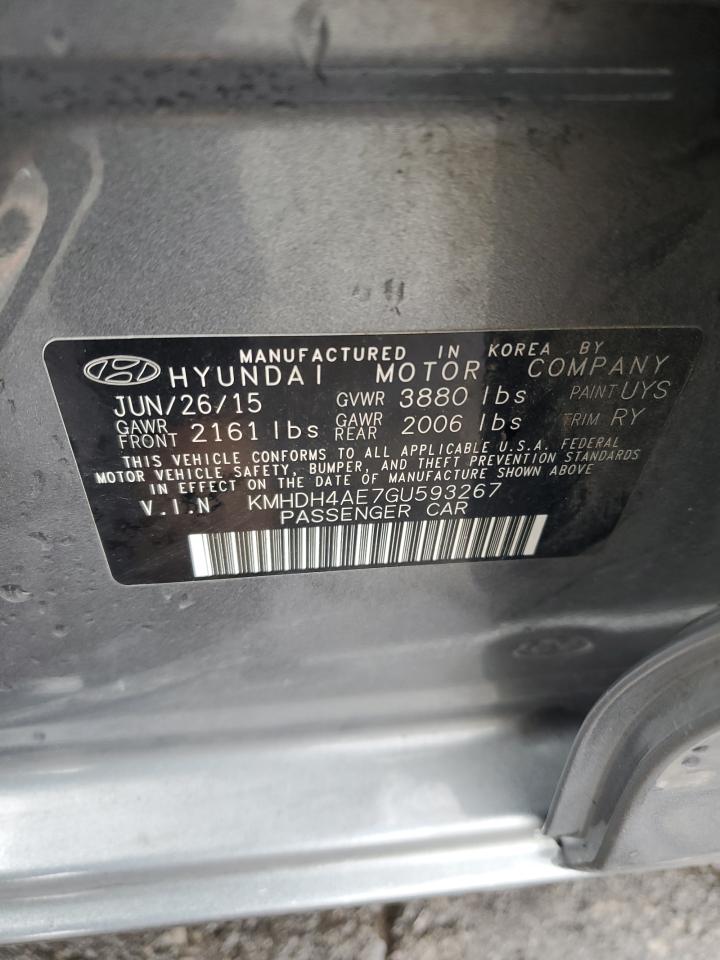 MANUFACTURED IN KOREA BY
HYUNDAI MOTOR COMPANY
JUN/26/15 GVWR 3880 lbs PAINT UYS
GAWR FRONT 2161 lbs GAWR REAR 2006 lbs TRIM RY
THIS VEHICLE CONFORMS TO ALL APPLICABLE U.S.A. FEDERAL
MOTOR VEHICLE SAFETY, BUMPER, AND THEFT PREVENTION STANDARDS
IN EFFECT ON THE DATE OF MANUFACTURE SHOWN ABOVE
V.I.N KMHDH4AE7GU593267
PASSENGER CAR